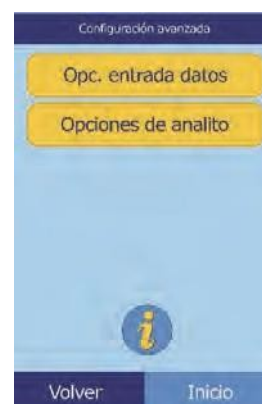 Configuración avanzada
Opc. entrada datos
Opciones de analito
i
Volver Inicio